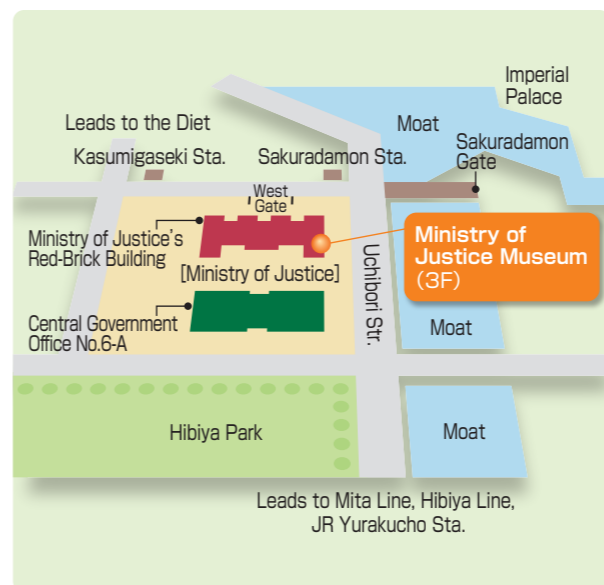 Imperial
Palace
Leads to the Diet
Moat
Kasumigaseki Sta.
Sakuradamon Sta.
Sakuradamon
Gate
West
Gate
Ministry of Justice's
Red-Brick Building
[Ministry of Justice]
Ministry of
Justice Museum
(3F)
Uchibori Str.
Central Government
Office No.6-A
Moat
Hibiya Park
Moat
Leads to Mita Line, Hibiya Line,
JR Yurakucho Sta.